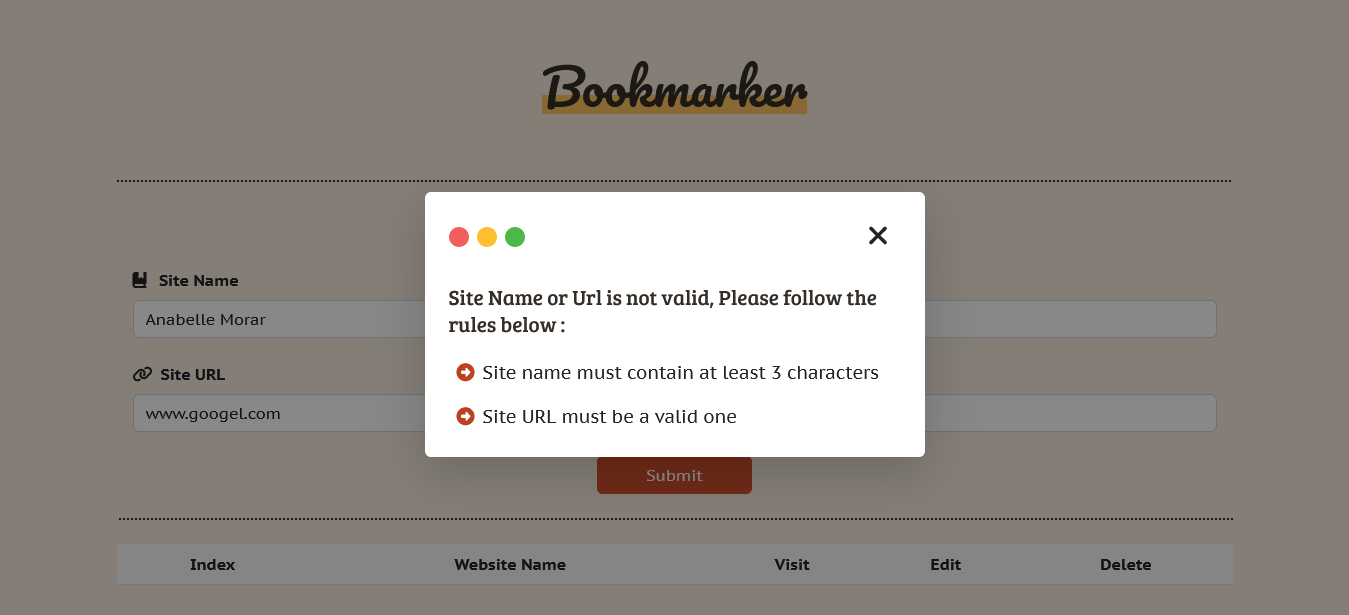 Bookmarker
Site Name
Anabelle Morar
Site URL
www.googel.com
Site Name or Url is not valid, Please follow the
rules below :
Site name must contain at least 3 characters
Site URL must be a valid one
Submit
Index Website Name Visit Edit Delete